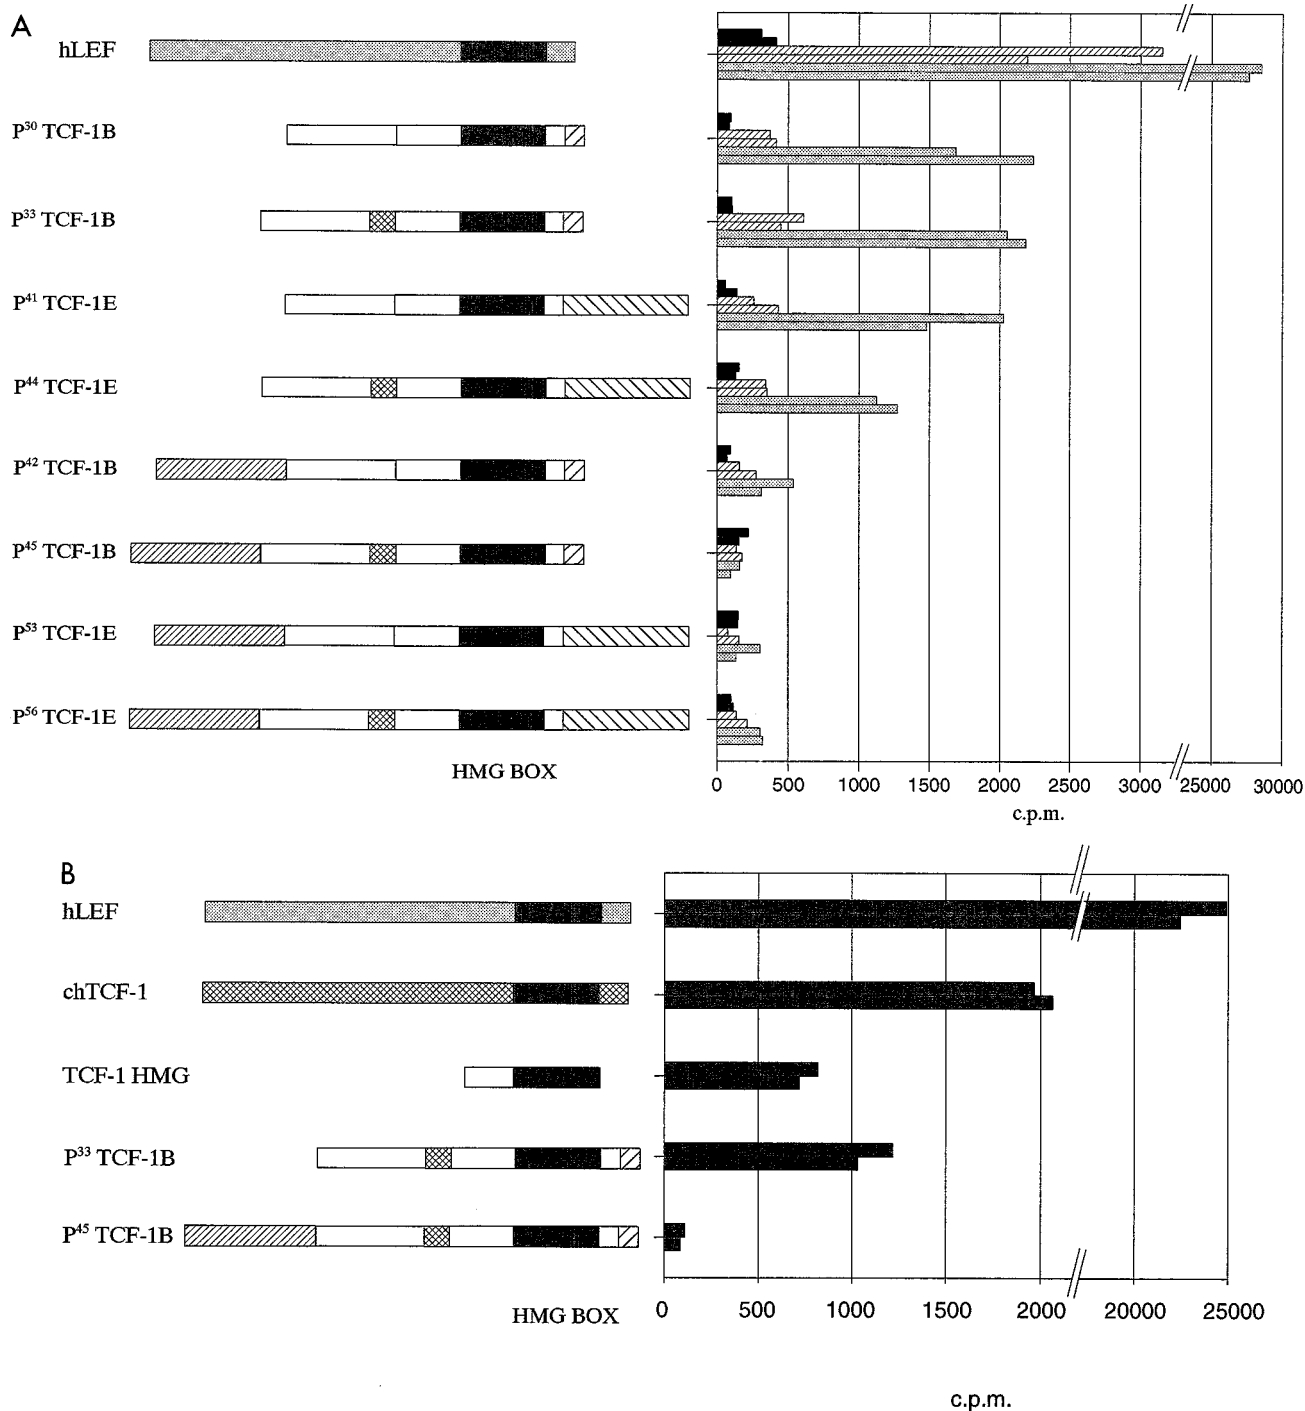 A
hLEF
P³⁰ TCF-1B
P³³ TCF-1B
P⁴¹ TCF-1E
P⁴⁴ TCF-1E
P⁴² TCF-1B
P⁴⁵ TCF-1B
P⁵³ TCF-1E
P⁵⁶ TCF-1E
HMG BOX
0 500 1000 1500 2000 2500 3000 25000 30000
c.p.m.
B
hLEF
chTCF-1
TCF-1 HMG
P³³ TCF-1B
P⁴⁵ TCF-1B
HMG BOX
0 500 1000 1500 2000 20000 25000
c.p.m.